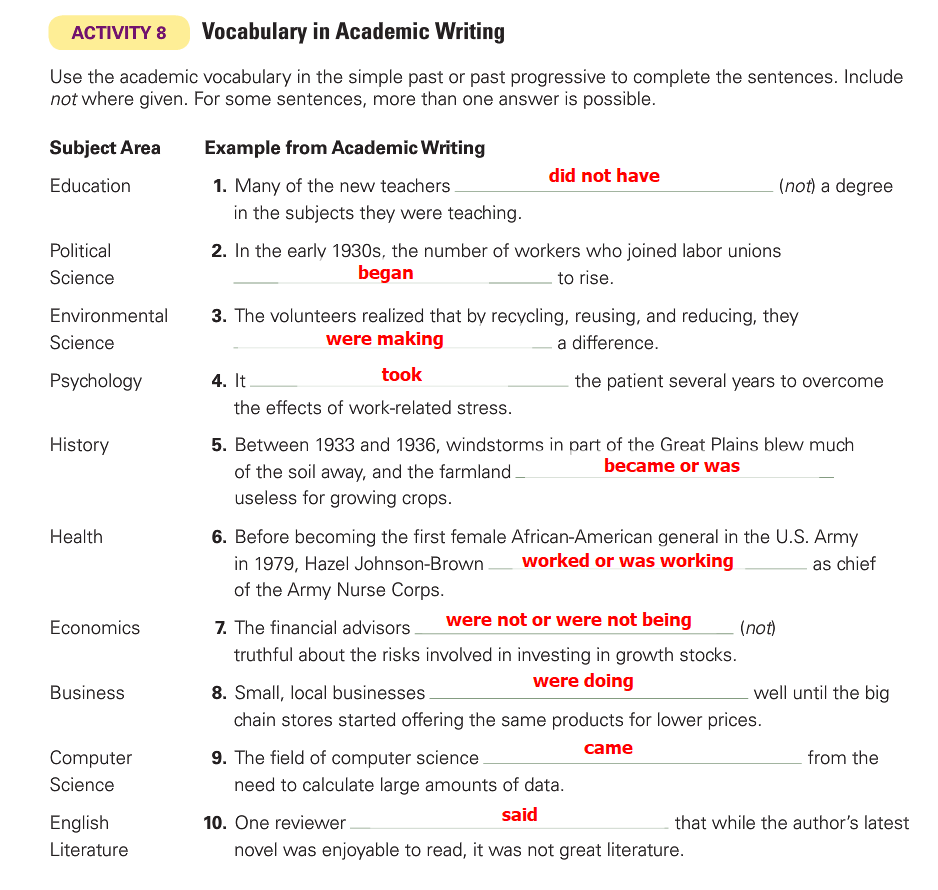 ACTIVITY 8 Vocabulary in Academic Writing
Use the academic vocabulary in the simple past or past progressive to complete the sentences. Include
not where given. For some sentences, more than one answer is possible.
Subject Area Example from Academic Writing
Education 1. Many of the new teachers did not have (not) a degree
in the subjects they were teaching.
Political 2. In the early 1930s, the number of workers who joined labor unions
Science began to rise.
Environmental 3. The volunteers realized that by recycling, reusing, and reducing, they
Science were making a difference.
Psychology 4. It took the patient several years to overcome
the effects of work-related stress.
History 5. Between 1933 and 1936, windstorms in part of the Great Plains blew much
of the soil away, and the farmland became or was
useless for growing crops.
Health 6. Before becoming the first female African-American general in the U.S. Army
in 1979, Hazel Johnson-Brown worked or was working as chief
of the Army Nurse Corps.
Economics 7. The financial advisors were not or were not being (not)
truthful about the risks involved in investing in growth stocks.
Business 8. Small, local businesses were doing well until the big
chain stores started offering the same products for lower prices.
Computer 9. The field of computer science came from the
Science need to calculate large amounts of data.
English 10. One reviewer said that while the author's latest
Literature novel was enjoyable to read, it was not great literature.